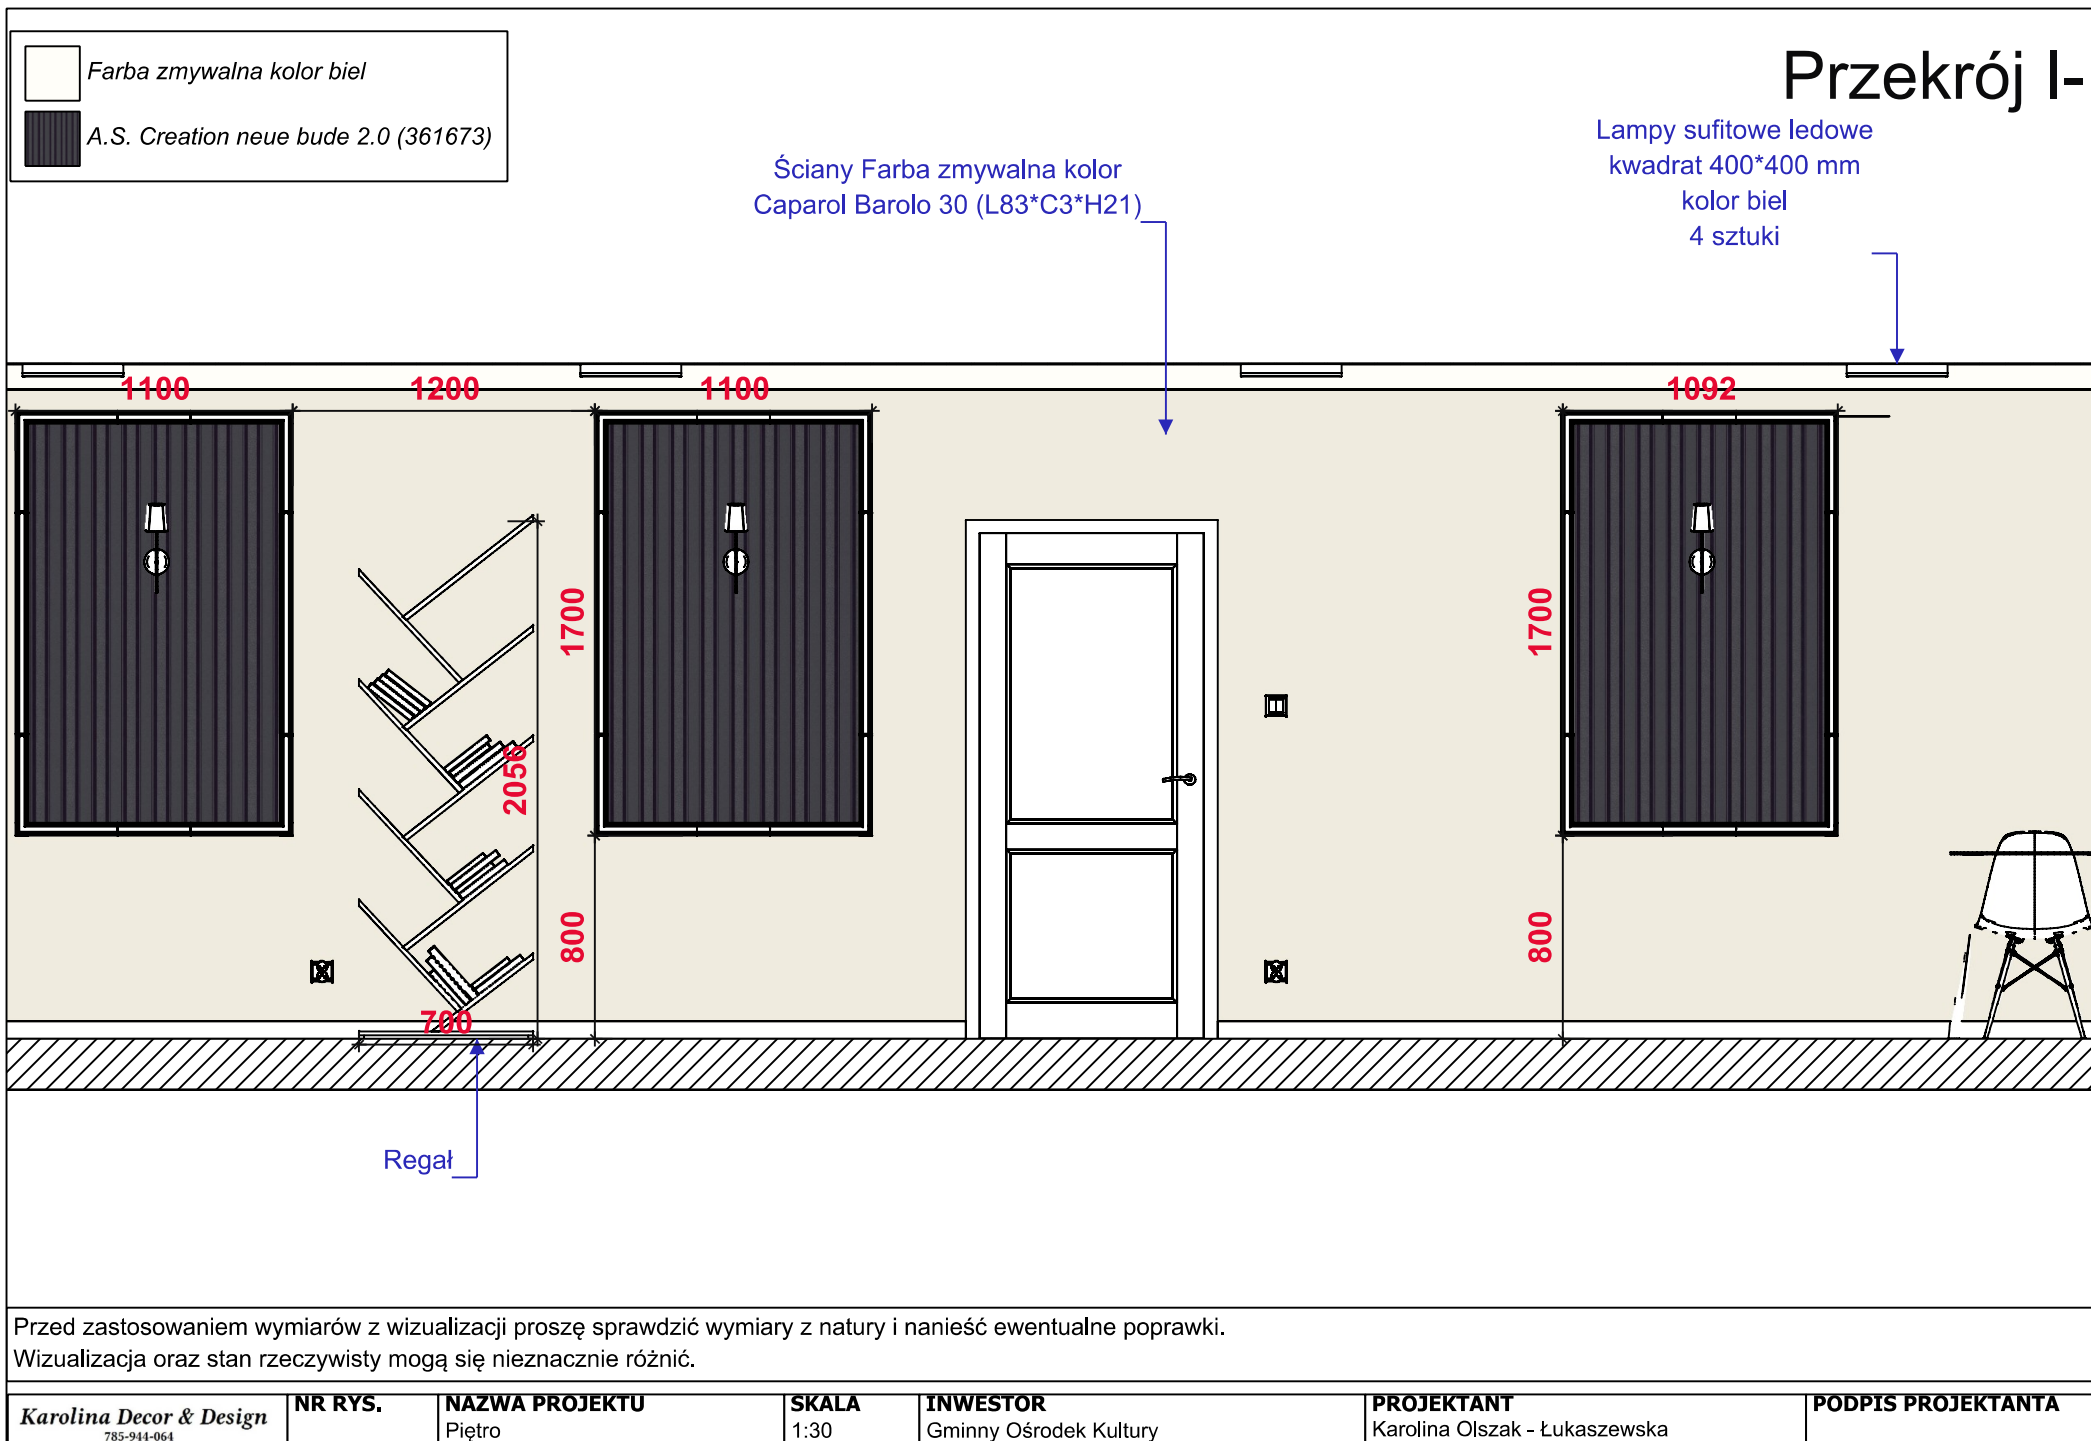 Farba zmywalna kolor biel
A.S. Creation neue bude 2.0 (361673)
Przekrój I-
Ściany Farba zmywalna kolor
Caparol Barolo 30 (L83*C3*H21)
Lampy sufitowe ledowe
kwadrat 400*400 mm
kolor biel
4 sztuki
1100
1200
1100
1092
1700
1700
2056
800
800
700
Regał
Przed zastosowaniem wymiarów z wizualizacji proszę sprawdzić wymiary z natury i nanieść ewentualne poprawki.
Wizualizacja oraz stan rzeczywisty mogą się nieznacznie różnić.
Karolina Decor & Design
785-944-064
NR RYS.
NAZWA PROJEKTU
Piętro
SKALA
1:30
INWESTOR
Gminny Ośrodek Kultury
PROJEKTANT
Karolina Olszak - Łukaszewska
PODPIS PROJEKTANTA